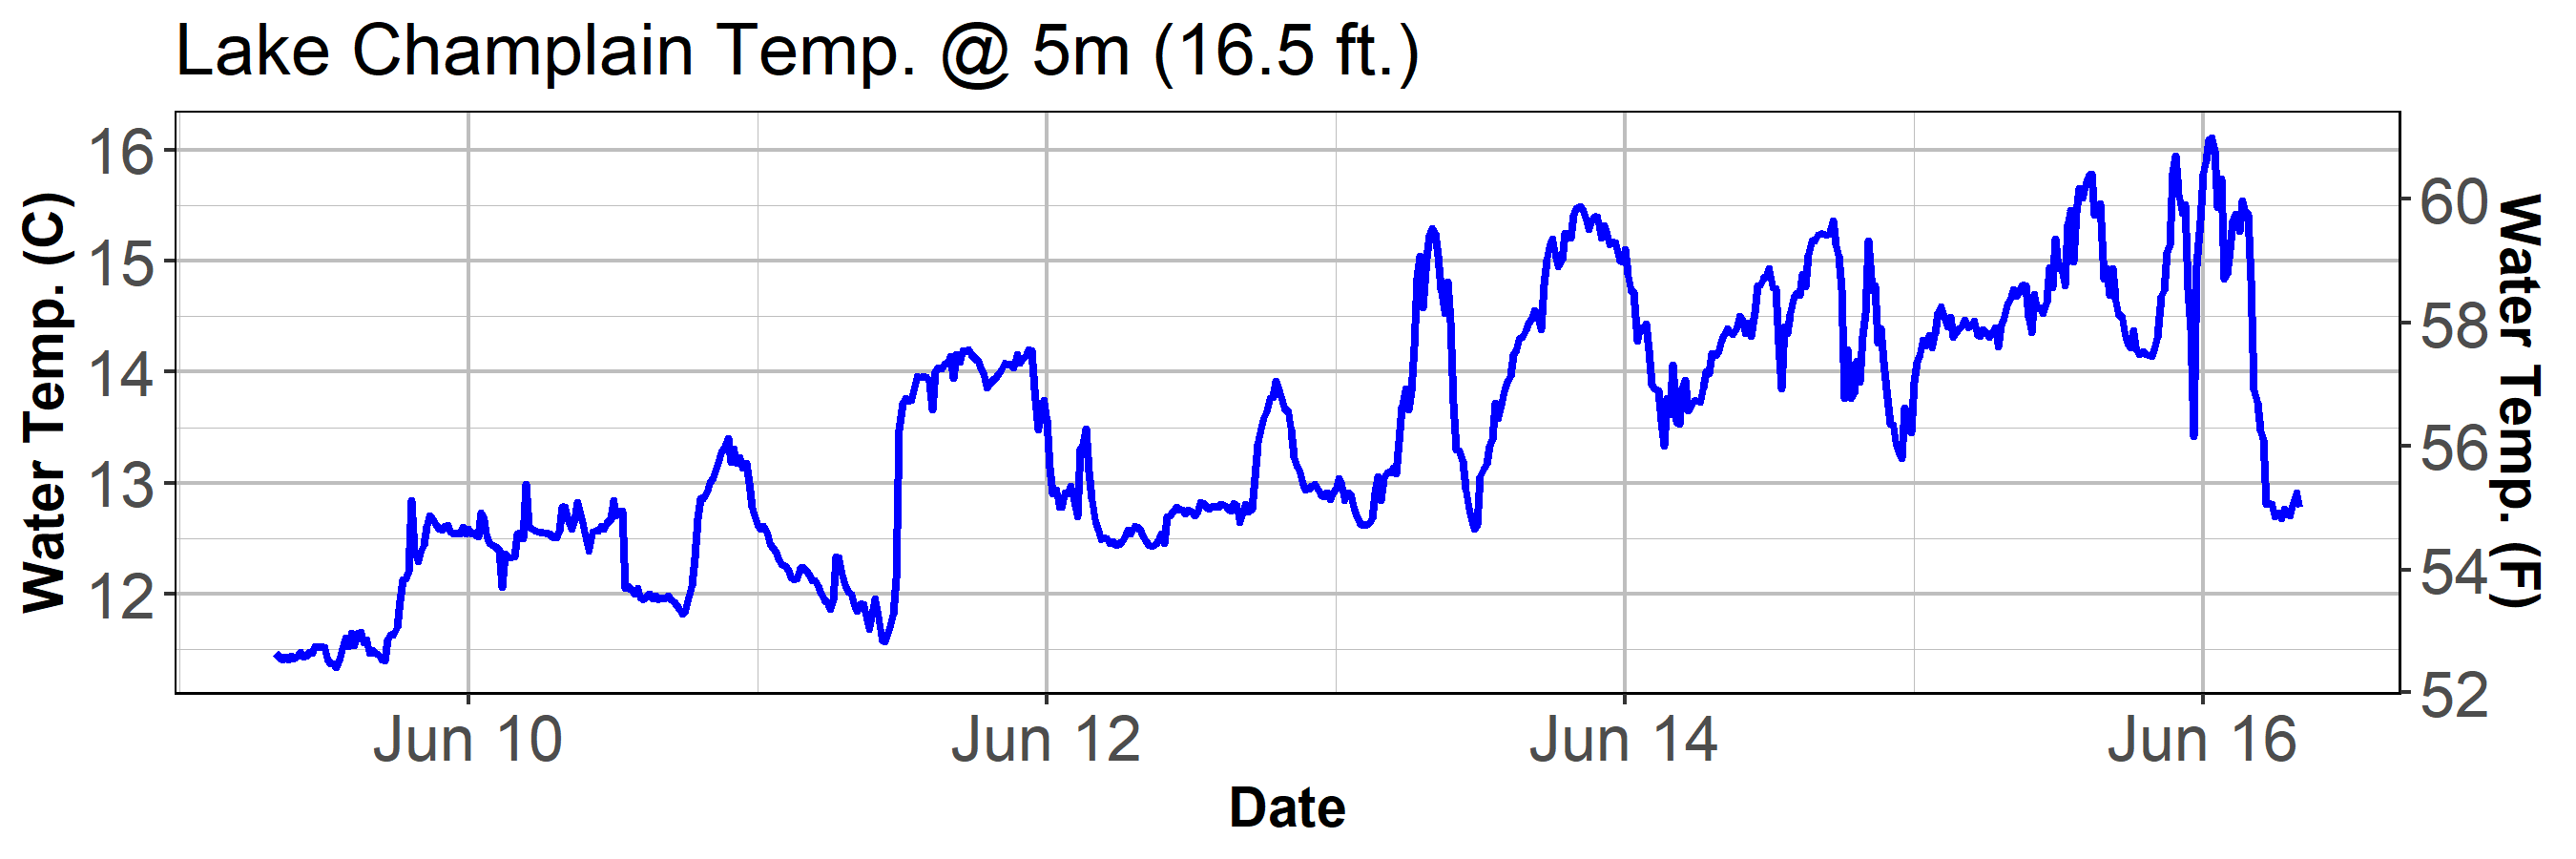 Lake Champlain Temp. @ 5m (16.5 ft.)
Water Temp. (C)
16
15
14
13
12
60
58
56
54
52
Water Temp. (F)
Jun 10 Jun 12 Jun 14 Jun 16
Date